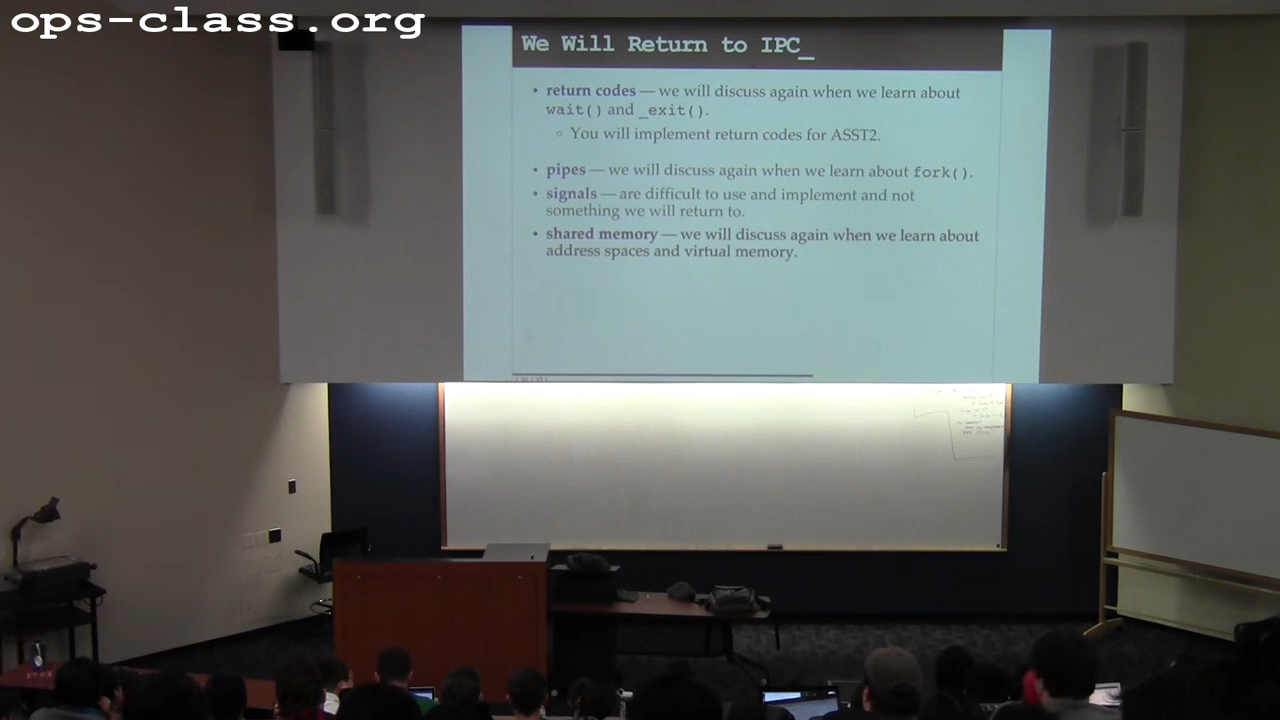 ops-class.org
We Will Return to IPC_
• return codes — we will discuss again when we learn about
wait() and _exit().
◦ You will implement return codes for ASST2.
• pipes — we will discuss again when we learn about fork().
• signals — are difficult to use and implement and not
something we will return to.
• shared memory — we will discuss again when we learn about
address spaces and virtual memory.